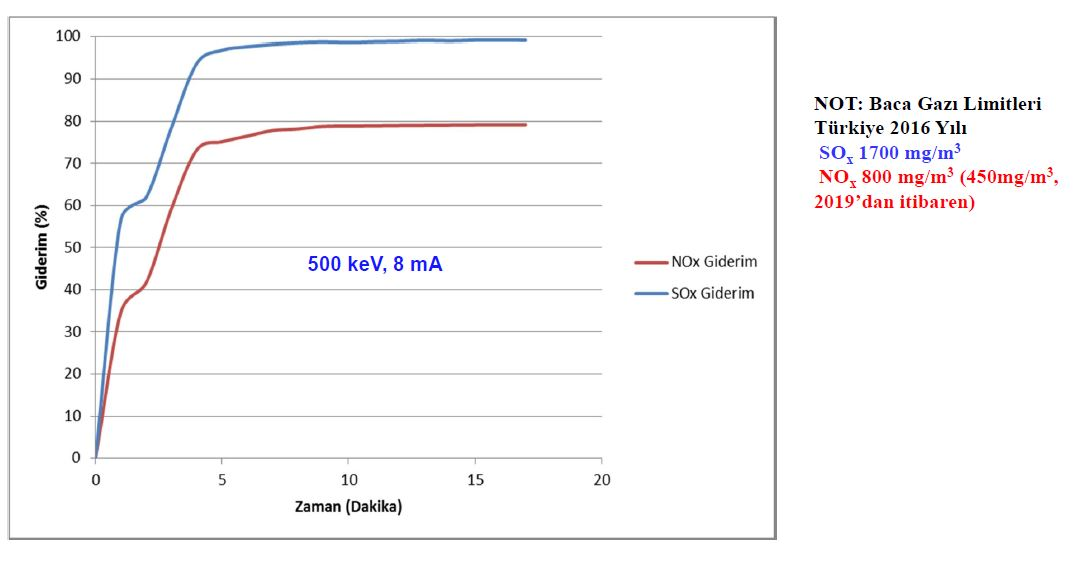 100
90
80
70
60
50
40
30
20
10
0
Giderim (%)
0 5 10 15 20
Zaman (Dakika)
500 keV, 8 mA
NOx Giderim
SOx Giderim
NOT: Baca Gazı Limitleri
Türkiye 2016 Yılı
SOₓ 1700 mg/m³
NOₓ 800 mg/m³ (450mg/m³,
2019’dan itibaren)